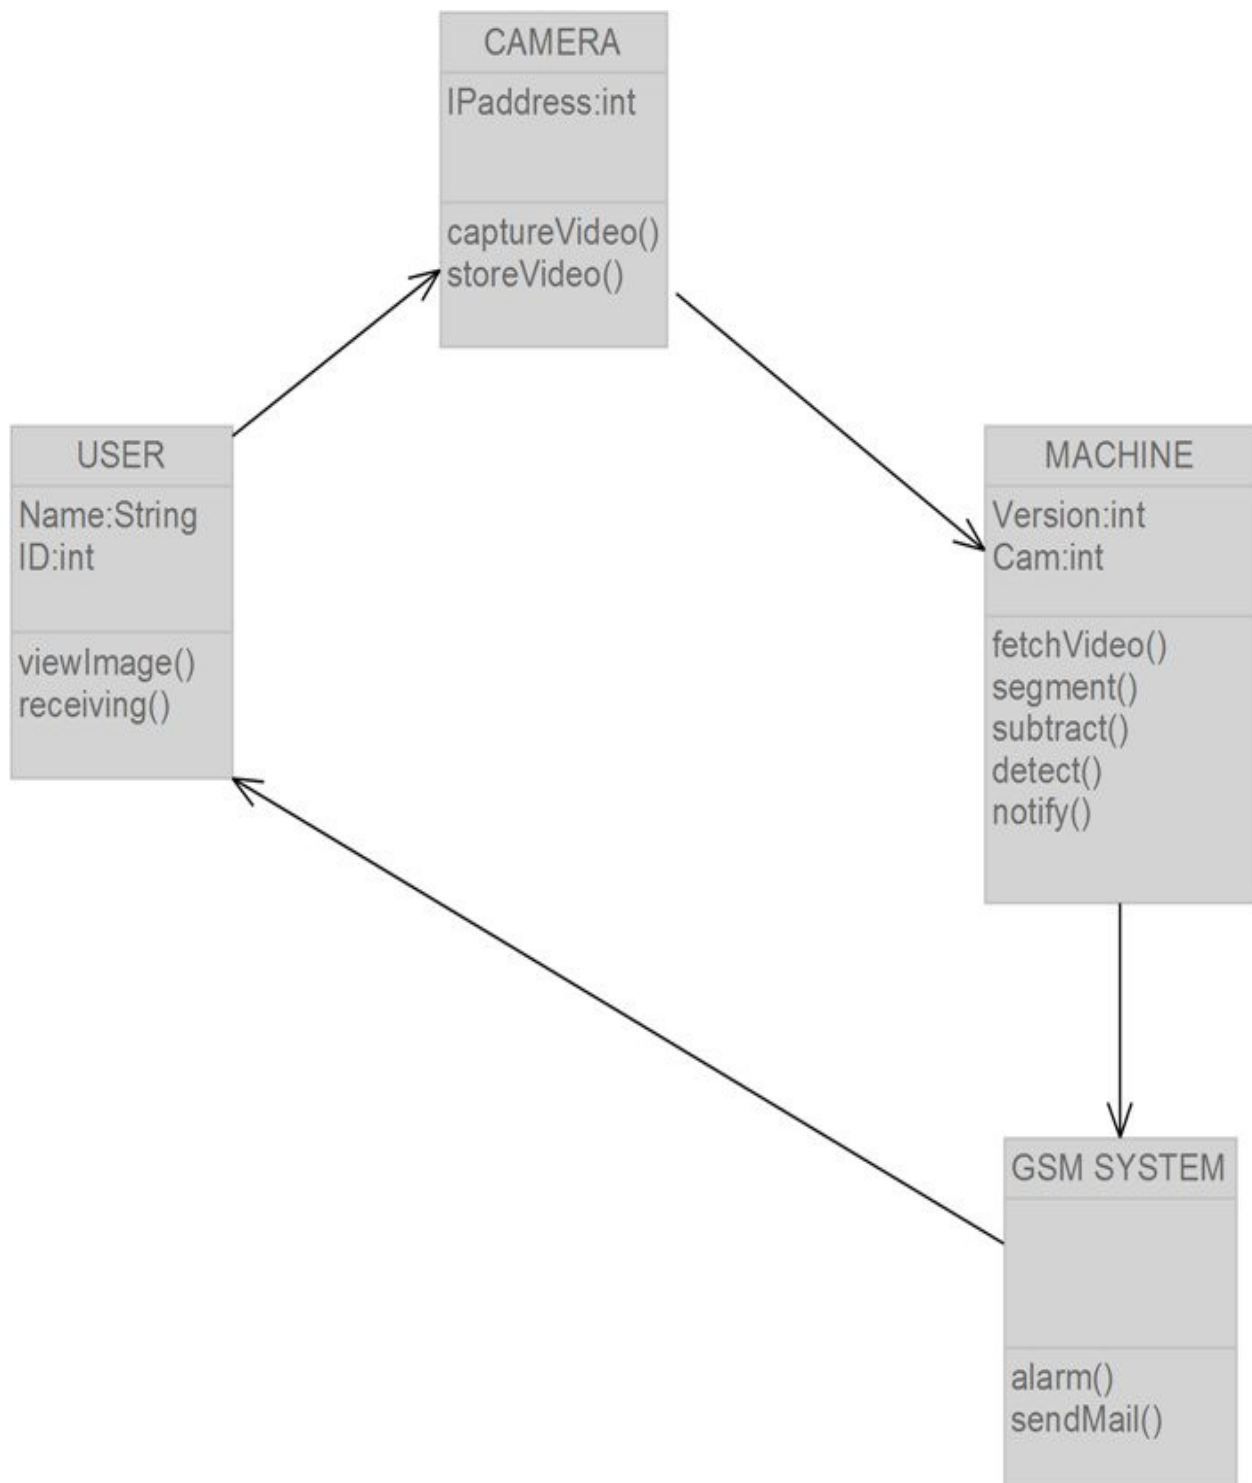 CAMERA
IPaddress:int
captureVideo()
storeVideo()
USER
Name:String
ID:int
viewImage()
receiving()
MACHINE
Version:int
Cam:int
fetchVideo()
segment()
subtract()
detect()
notify()
GSM SYSTEM
alarm()
sendMail()